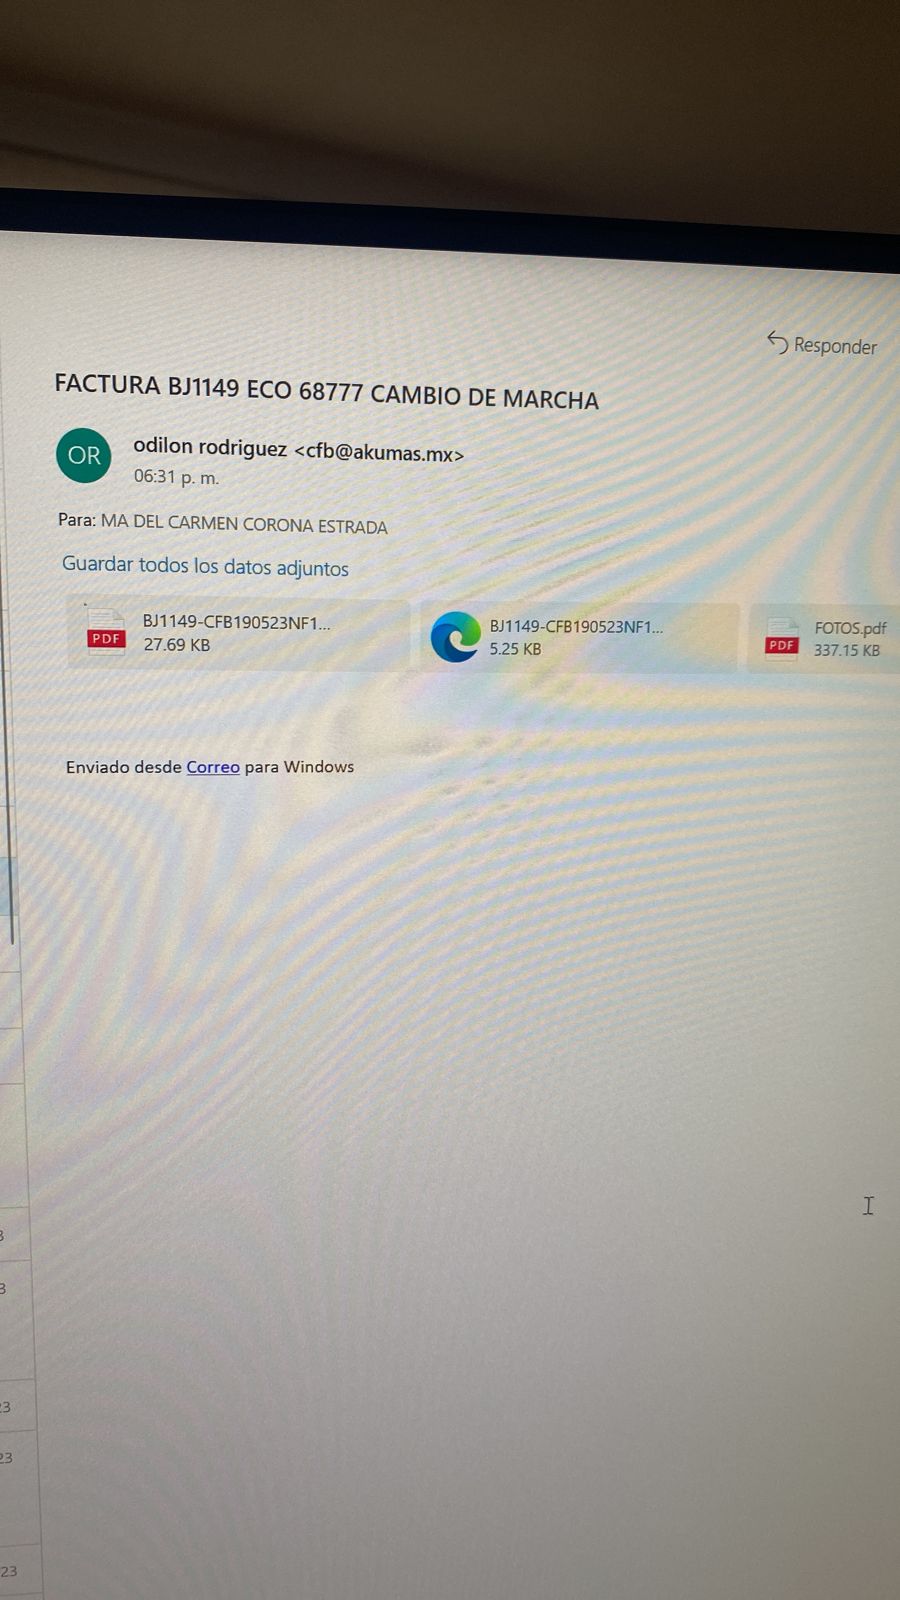 Responder
FACTURA BJ1149 ECO 68777 CAMBIO DE MARCHA
OR
odilon rodriguez <cfb@akumas.mx>
06:31 p. m.
Para: MA DEL CARMEN CORONA ESTRADA
Guardar todos los datos adjuntos
PDF
BJ1149-CFB190523NF1...
27.69 KB
BJ1149-CFB190523NF1...
5.25 KB
PDF
FOTOS.pdf
337.15 KB
Enviado desde Correo para Windows
3
3
23
23
23